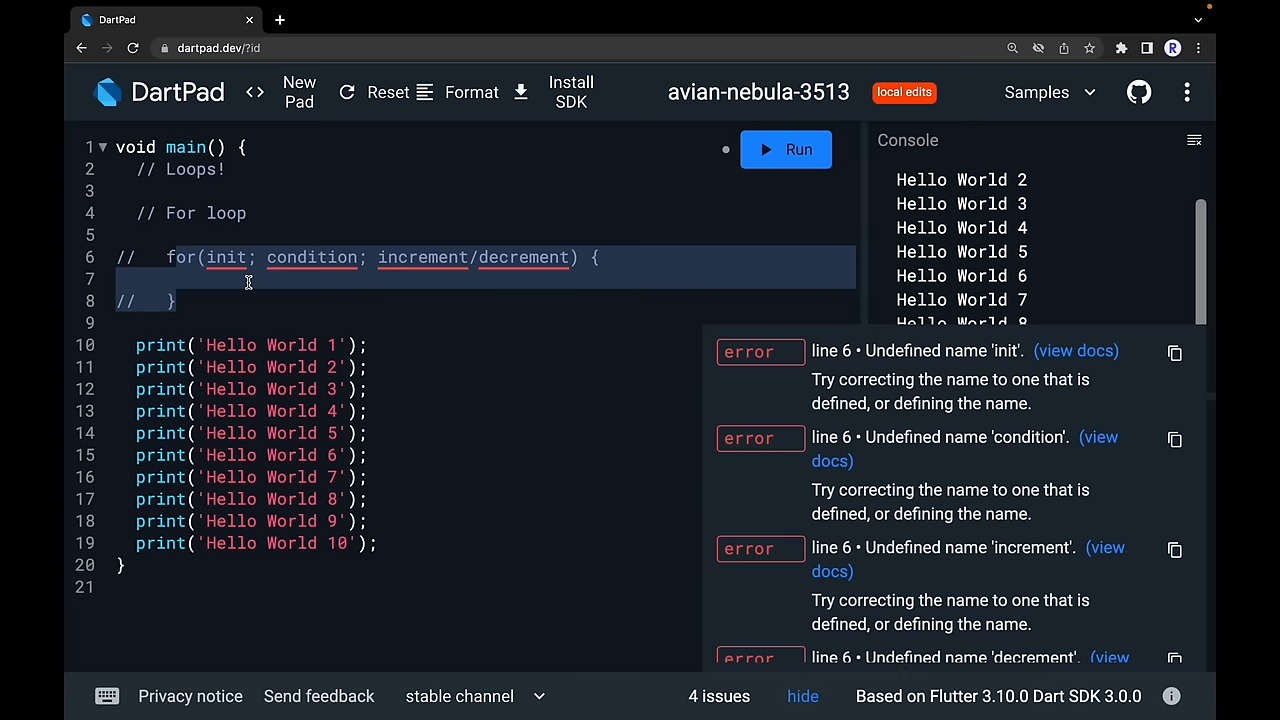 DartPad
dartpad.dev/?id
R
DartPad
<> New Pad
Reset
Format
Install SDK
avian-nebula-3513
local edits
Samples
1 void main() {
2 // Loops!
3
4 // For loop
5
6 // for(init; condition; increment/decrement) {
7
8 // }
9
10 print('Hello World 1');
11 print('Hello World 2');
12 print('Hello World 3');
13 print('Hello World 4');
14 print('Hello World 5');
15 print('Hello World 6');
16 print('Hello World 7');
17 print('Hello World 8');
18 print('Hello World 9');
19 print('Hello World 10');
20 }
21
Run
Console
Hello World 2
Hello World 3
Hello World 4
Hello World 5
Hello World 6
Hello World 7
Hello World 8
error line 6 • Undefined name 'init'. (view docs)
Try correcting the name to one that is
defined, or defining the name.
error line 6 • Undefined name 'condition'. (view
docs)
Try correcting the name to one that is
defined, or defining the name.
error line 6 • Undefined name 'increment'. (view
docs)
Try correcting the name to one that is
defined, or defining the name.
error line 6 • Undefined name 'decrement'. (view
Privacy notice
Send feedback
stable channel
4 issues
hide
Based on Flutter 3.10.0 Dart SDK 3.0.0